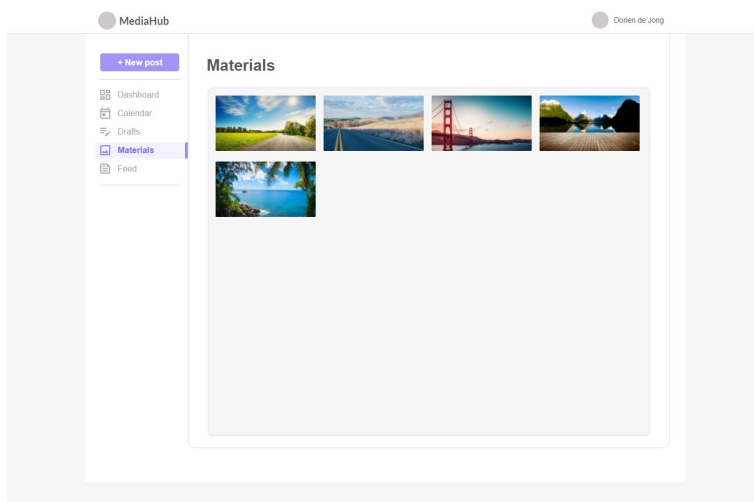 MediaHub
Dorien de Jong
+ New post
Dashboard
Calendar
Drafts
Materials
Feed
Materials